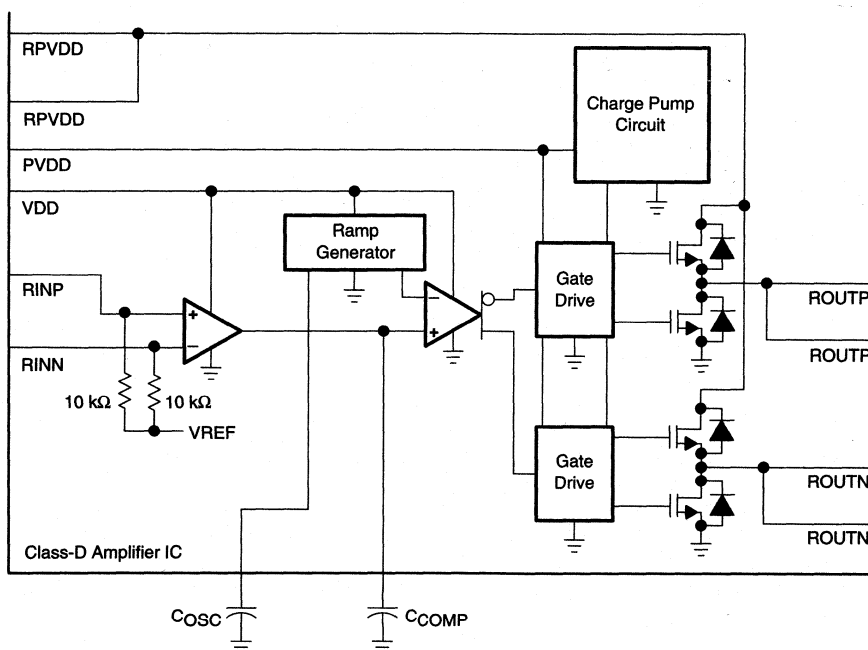 RPVDD
RPVDD
PVDD
VDD
Charge Pump
Circuit
Ramp
Generator
RINP
+
−
−
+
Gate
Drive
ROUTP
ROUTP
RINN
10 kΩ
10 kΩ
VREF
Gate
Drive
ROUTN
ROUTN
Class-D Amplifier IC
COSC
CCOMP